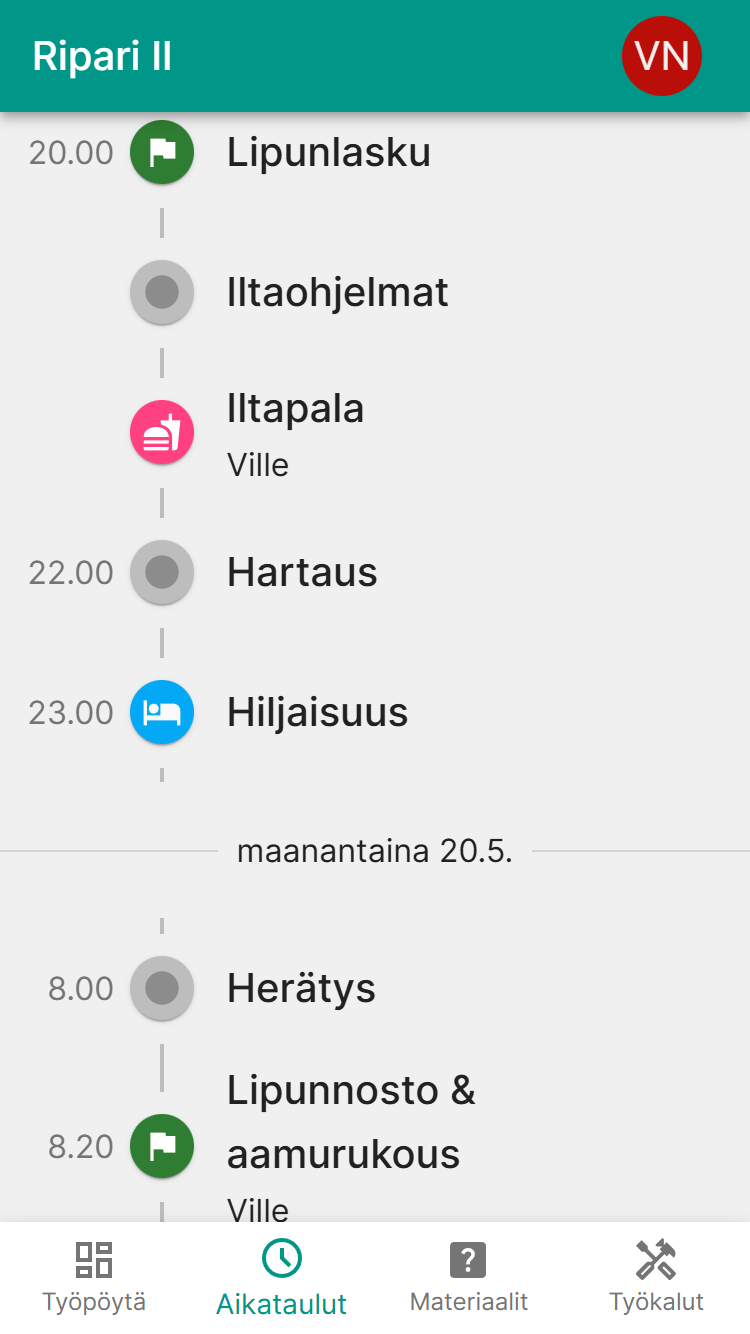 Ripari II
VN
20.00 Lipunlasku
Iltaohjelmat
Iltapala
Ville
22.00 Hartaus
23.00 Hiljaisuus
maanantaina 20.5.
8.00 Herätys
Lipunnosto &
8.20 aamurukous
Ville
Työpöytä Aikataulut Materiaalit Työkalut